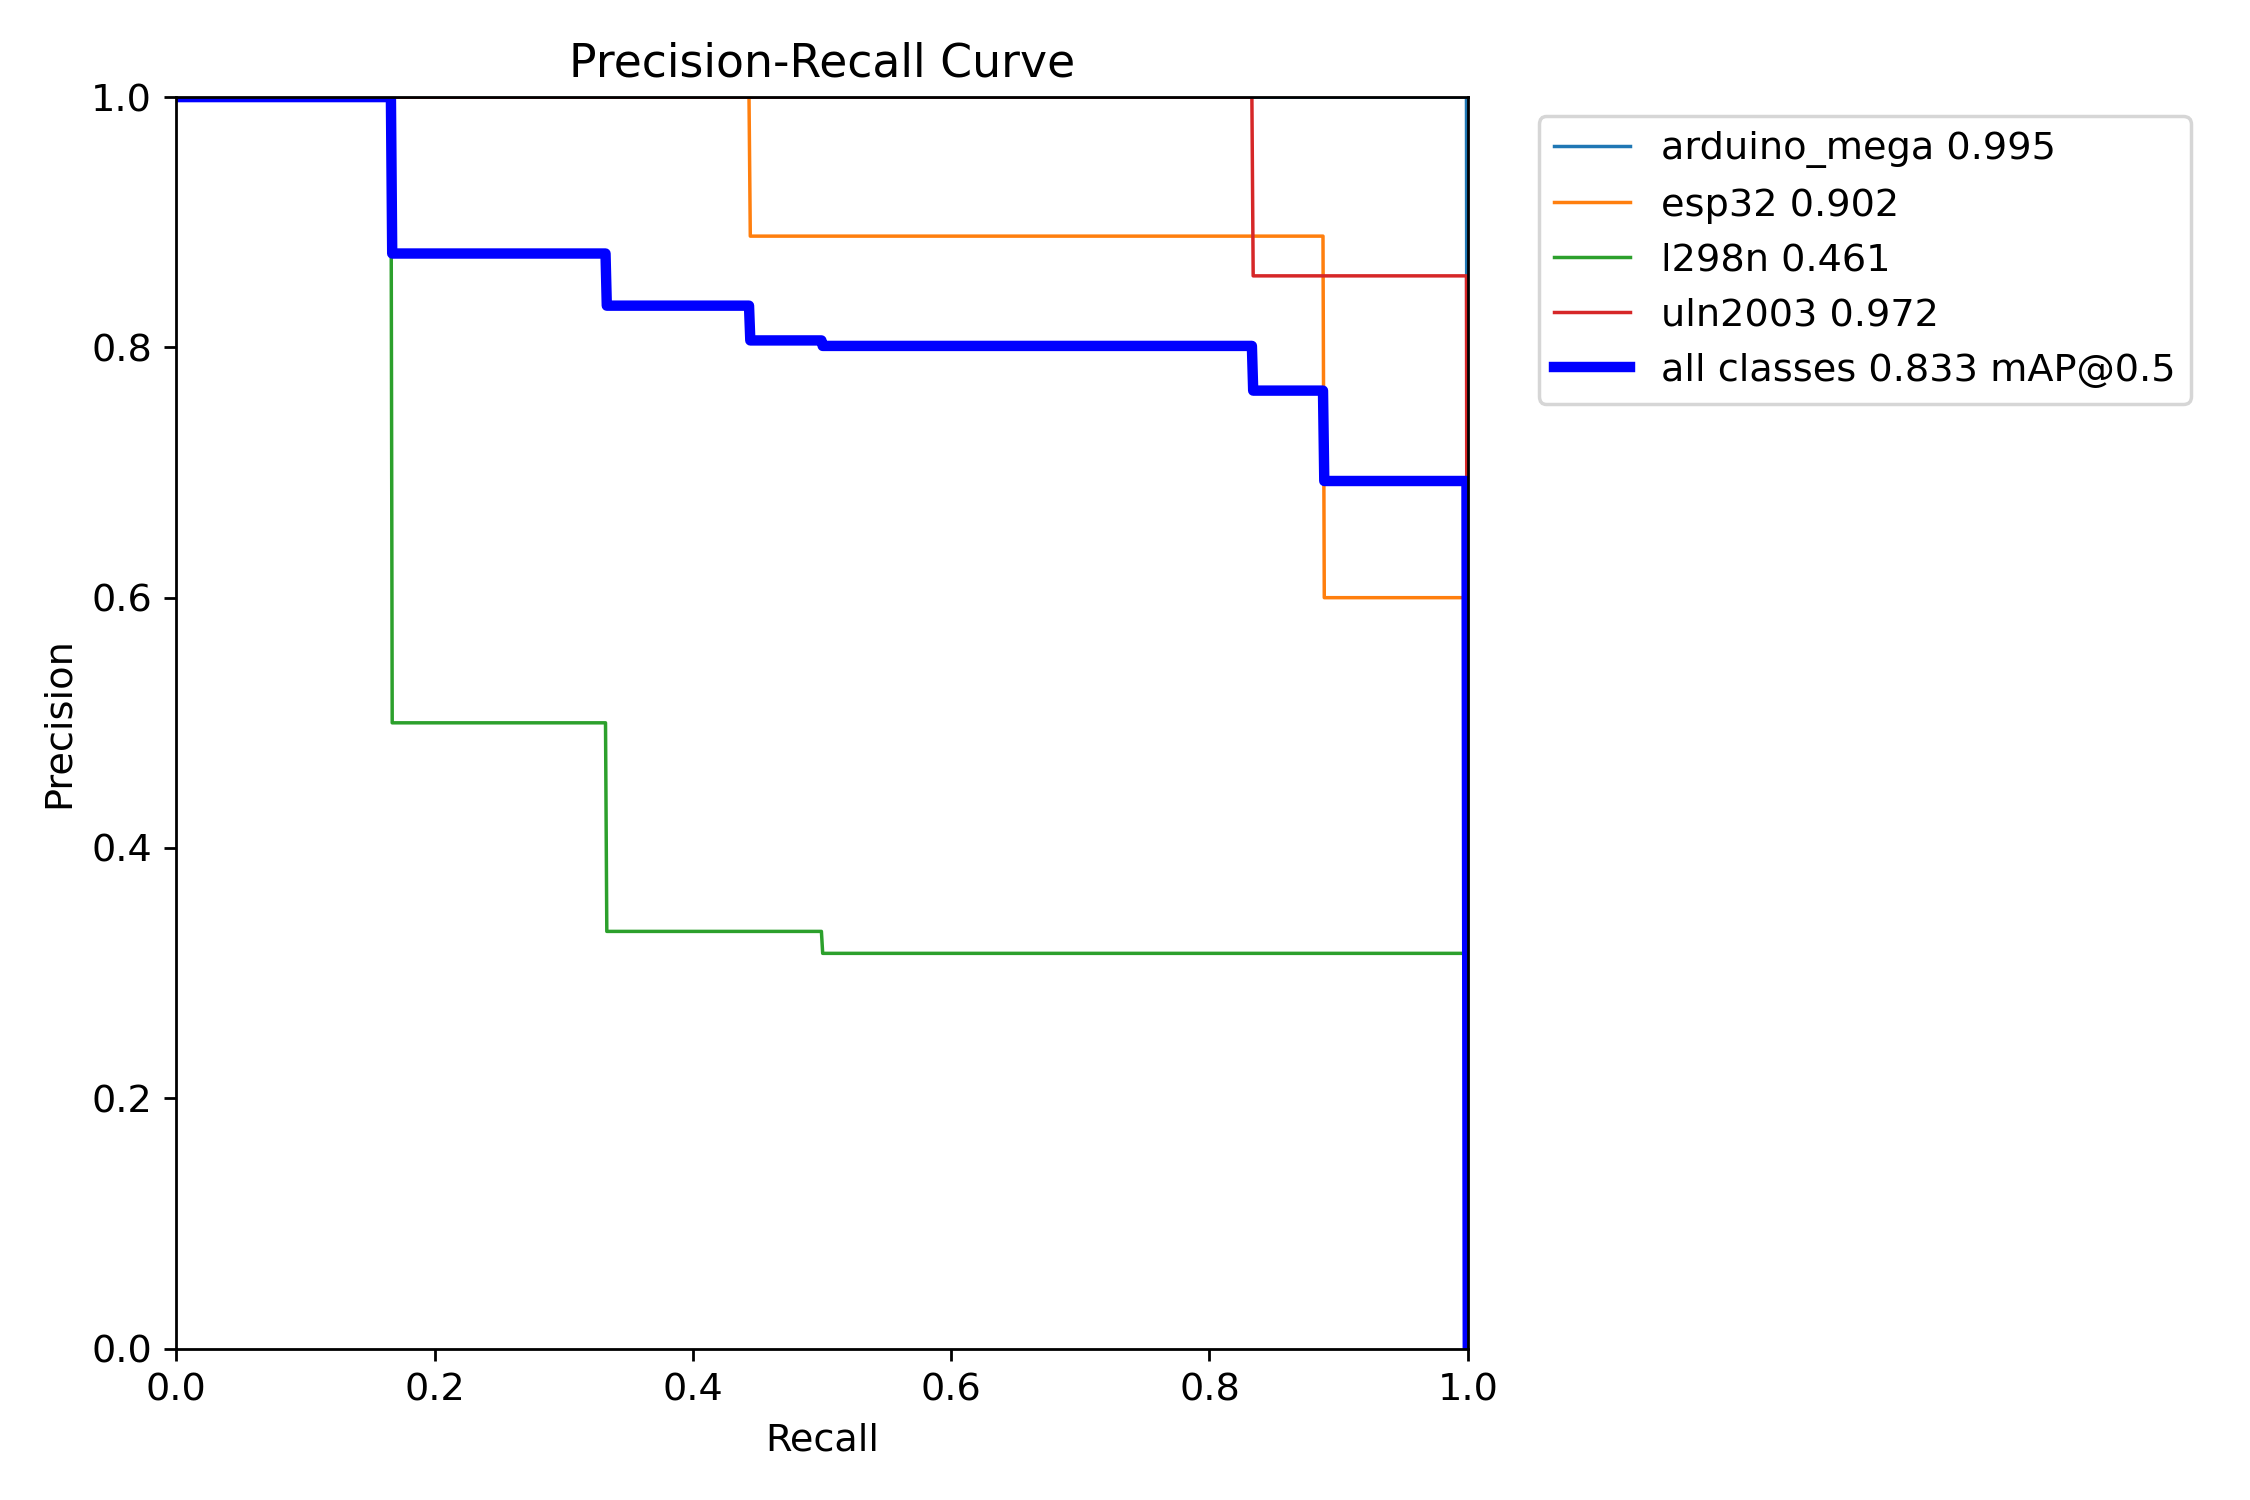 Precision-Recall Curve
1.0
0.8
0.6
0.4
0.2
0.0
Precision
0.0 0.2 0.4 0.6 0.8 1.0
Recall
arduino_mega 0.995
esp32 0.902
l298n 0.461
uln2003 0.972
all classes 0.833 mAP@0.5